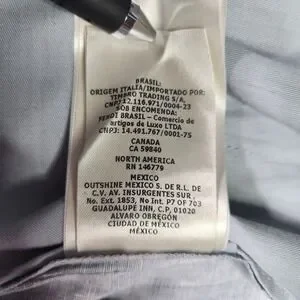 BRASIL:
ORIGEM ITALIA/IMPORTADO POR:
TIMBRO TRADING S/A,
CNPJ 12.116.971/0004-23
SOB ENCOMENDA:
FENDI BRASIL – Comercio de
artigos de Luxo LTDA
CNPJ: 14.491.767/0001-75
CANADA
CA 59840
NORTH AMERICA
RN 146779
MEXICO
OUTSHINE MEXICO S. DE R.L. DE
C.V. AV. INSURGENTES SUR,
No. Ext. 1853, No Int. P7 OF 703
GUADALUPE INN, C.P, 01020
ALVARO OBREGÓN
CIUDAD DE MÉXICO
MÉXICO